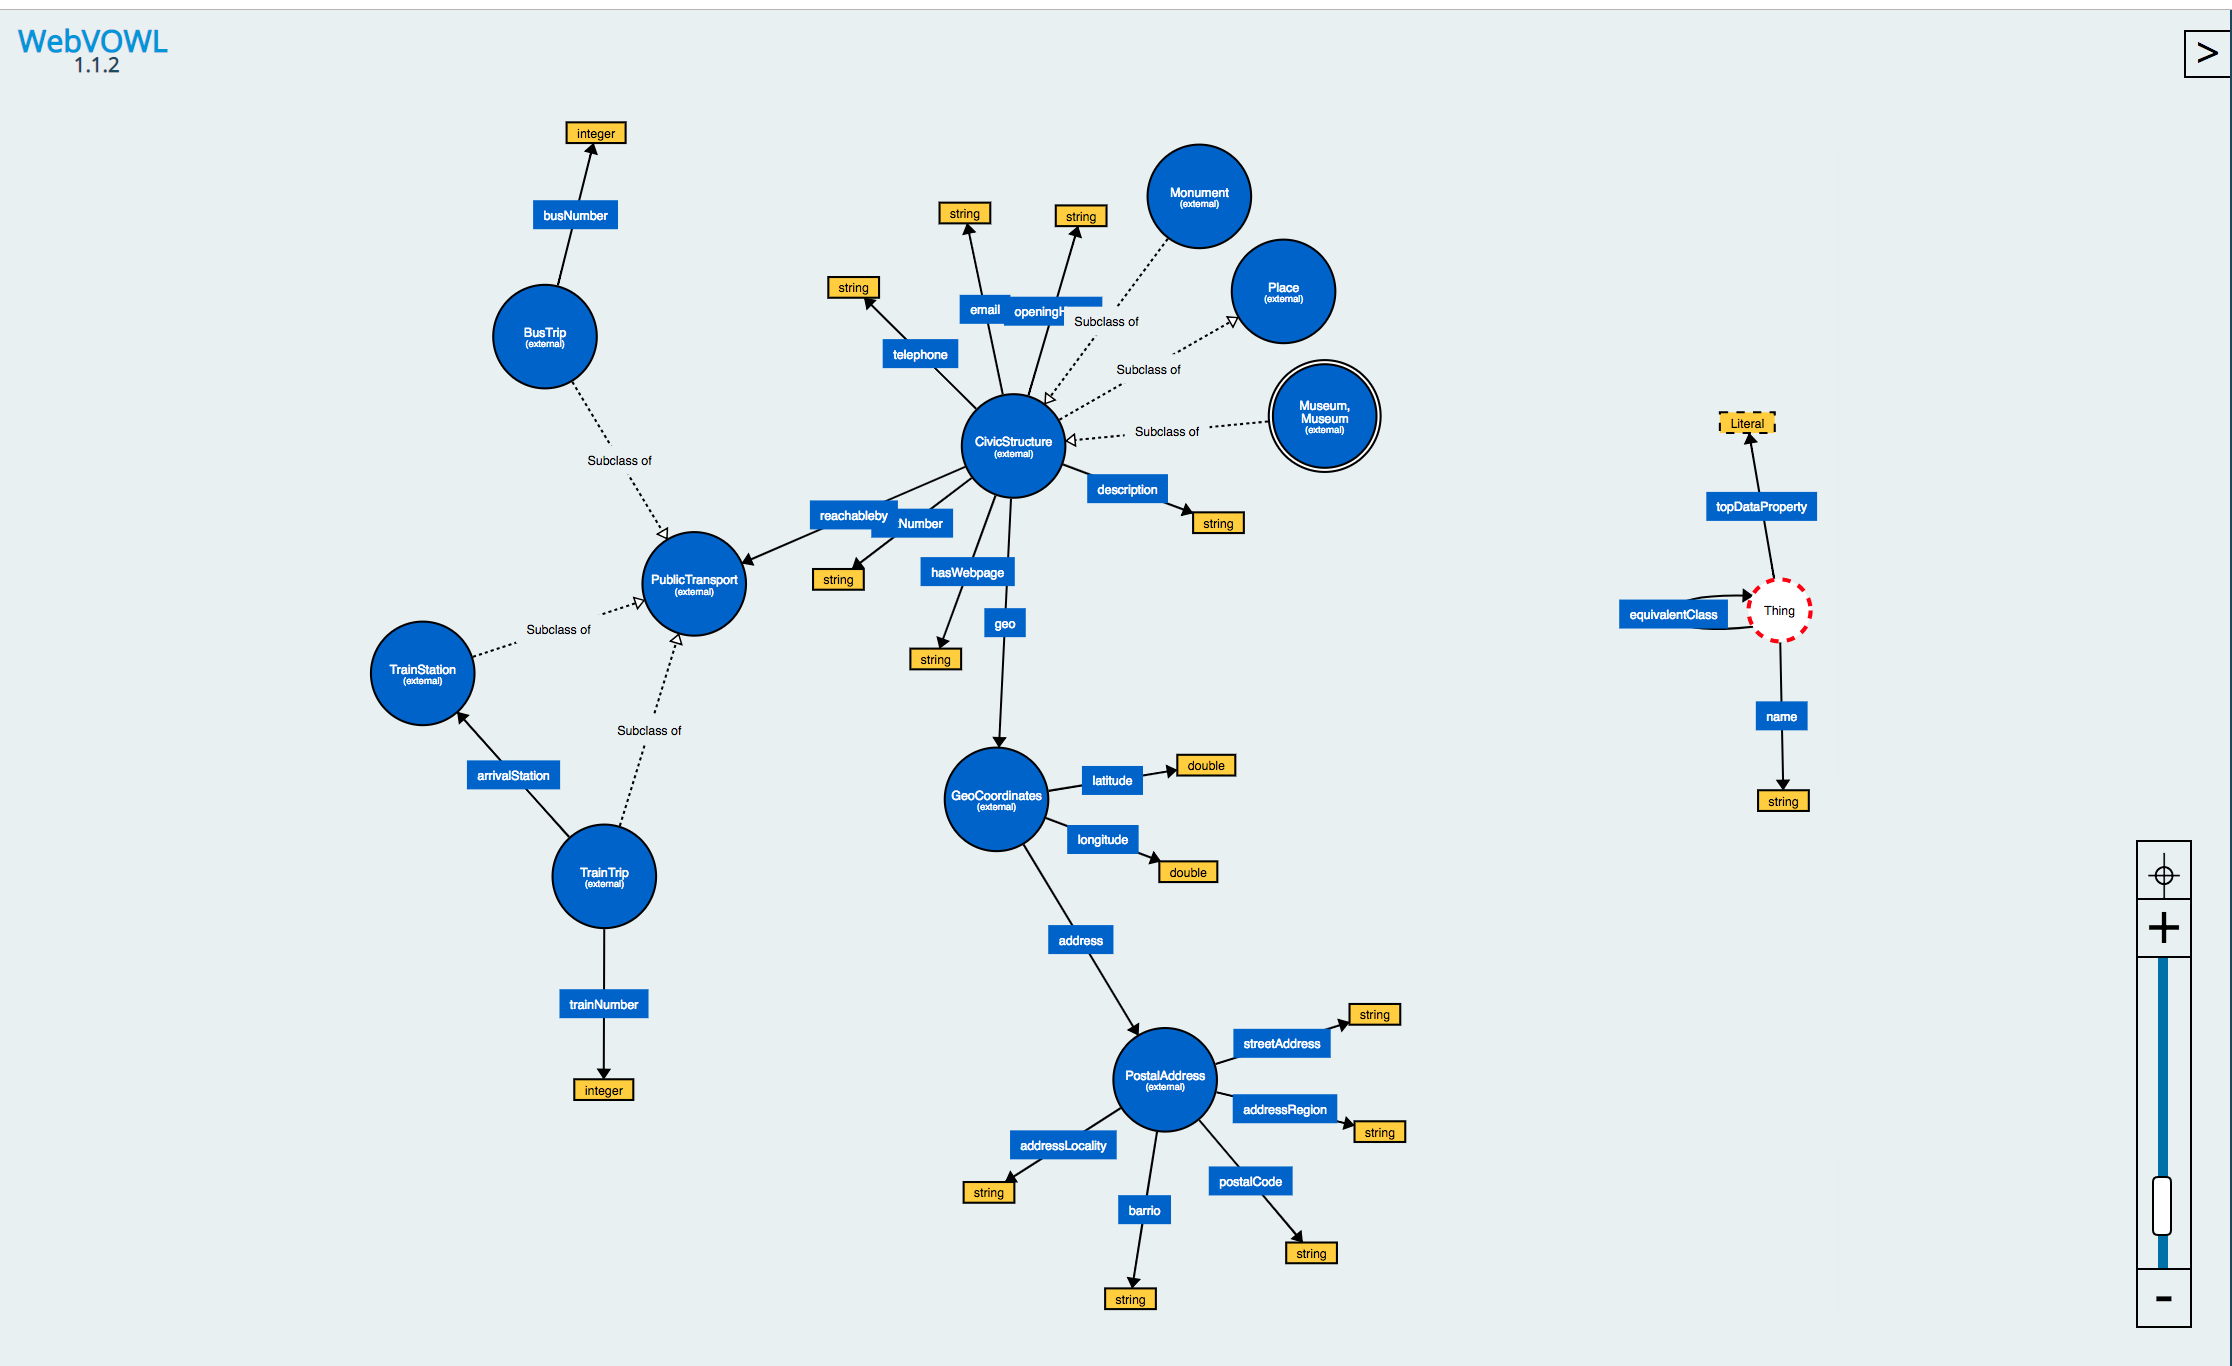 WebVOWL
1.1.2
>
integer
busNumber
BusTrip
(external)
Subclass of
PublicTransport
(external)
Subclass of
TrainStation
(external)
arrivalStation
Subclass of
TrainTrip
(external)
trainNumber
integer
string
string
string
email
telephone
Monument
(external)
Subclass of
Place
(external)
Subclass of
Museum,
Museum
(external)
Subclass of
CivicStructure
(external)
description
string
reachableby
string
hasWebpage
string
geo
GeoCoordinates
(external)
latitude
double
longitude
double
address
PostalAddress
(external)
streetAddress
string
addressRegion
string
addressLocality
string
postalCode
string
barrio
string
Literal
topDataProperty
equivalentClass
Thing
name
string
+
-